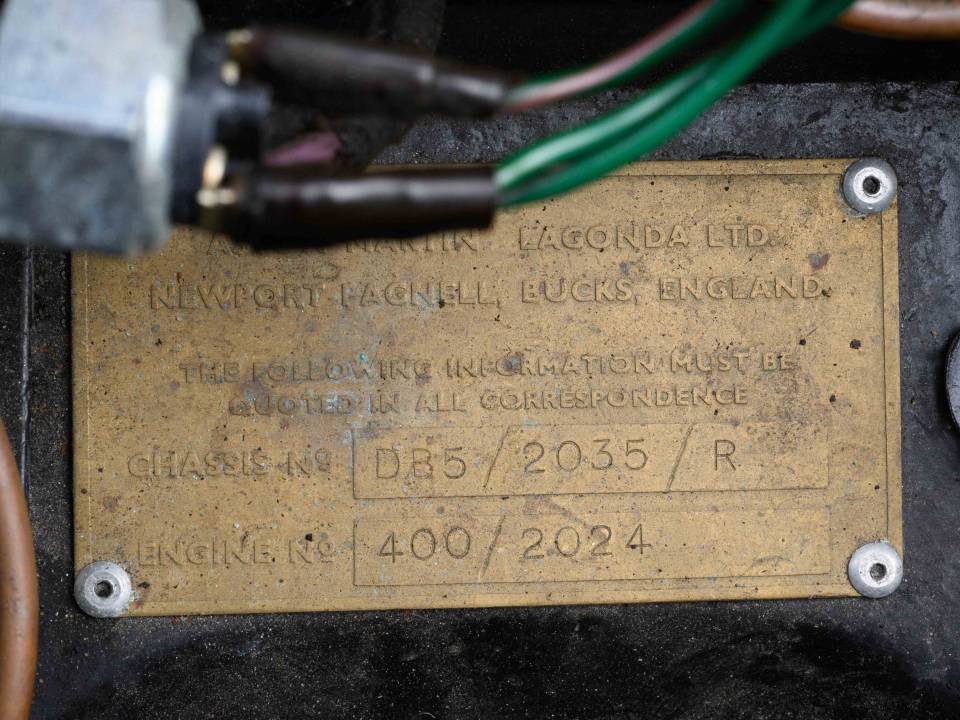 MARTIN LAGONDA LTD.
NEWPORT PAGNELL, BUCKS, ENGLAND.
THE FOLLOWING INFORMATION MUST BE
QUOTED IN ALL CORRESPONDENCE
CHASSIS No DB5/2035/R
ENGINE No 400/2024